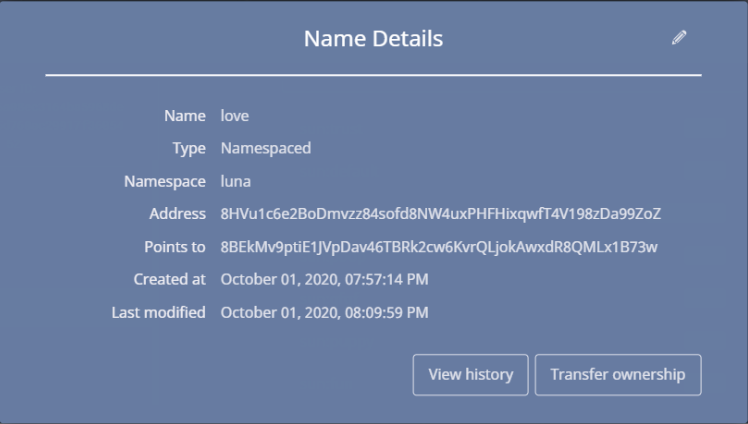 Name Details
Name love
Type Namespaced
Namespace luna
Address 8HVu1c6e2BoDmvzz84sofd8NW4uxPHFHixqwfT4V198zDa99ZoZ
Points to 8BEkMv9ptiE1JVpDav46TBRk2cw6KvrQLjokAwxdR8QMLx1B73w
Created at October 01, 2020, 07:57:14 PM
Last modified October 01, 2020, 08:09:59 PM
View history Transfer ownership